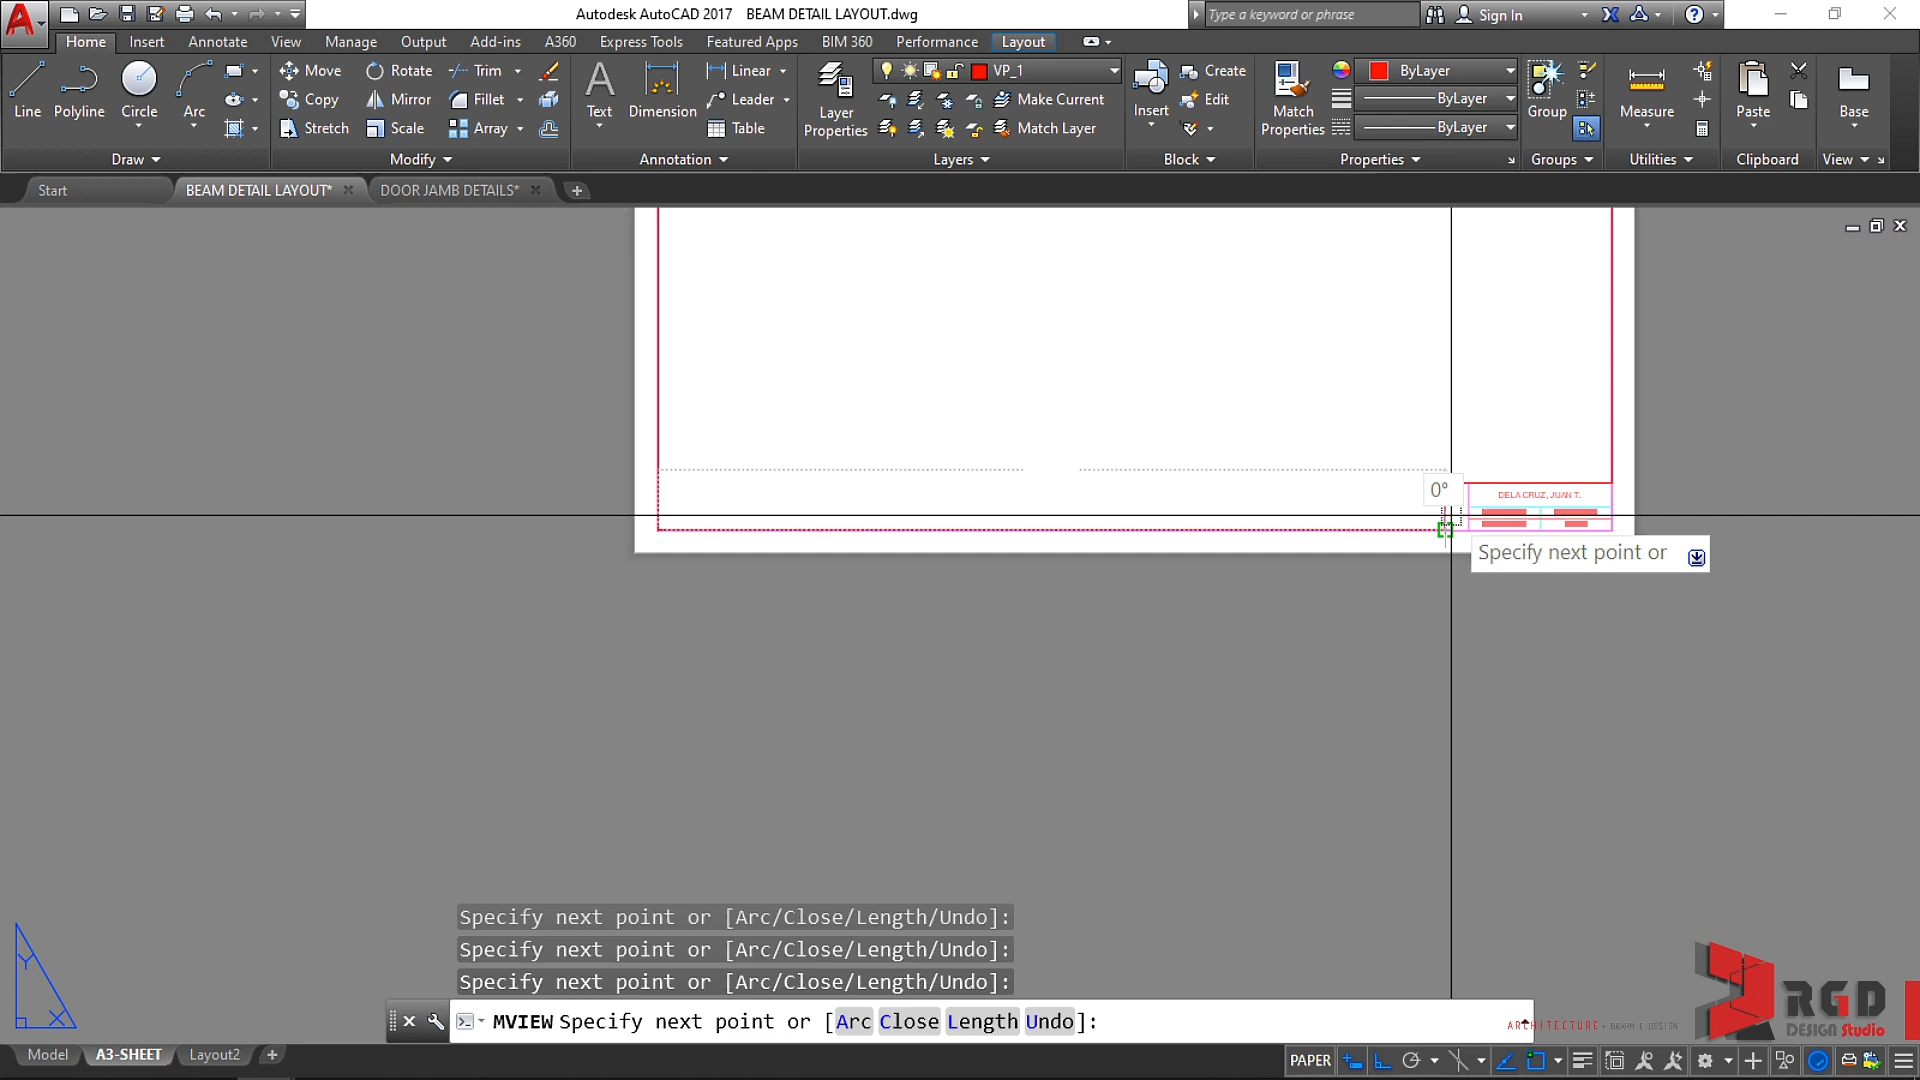 Autodesk AutoCAD 2017 BEAM DETAIL LAYOUT.dwg
Type a keyword or phrase
Sign In
Home Insert Annotate View Manage Output Add-ins A360 Express Tools Featured Apps BIM 360 Performance Layout
Move Rotate Trim Linear VP_1 Create ByLayer
Copy Mirror Fillet Leader Make Current Edit ByLayer
Line Polyline Circle Arc Text Dimension Layer Properties Insert Match Properties Group Measure Paste Base
Stretch Scale Array Table Match Layer ByLayer
Draw Modify Annotation Layers Block Properties Groups Utilities Clipboard View
Start BEAM DETAIL LAYOUT* DOOR JAMB DETAILS*
0°
DELA CRUZ, JUAN T.
Specify next point or
Y
X
Specify next point or [Arc/Close/Length/Undo]:
Specify next point or [Arc/Close/Length/Undo]:
Specify next point or [Arc/Close/Length/Undo]:
MVIEW Specify next point or [Arc Close Length Undo]:
RGD
DESIGN Studio
ARCHITECTURE + GRAPHIC DESIGN
Model A3-SHEET Layout2
PAPER